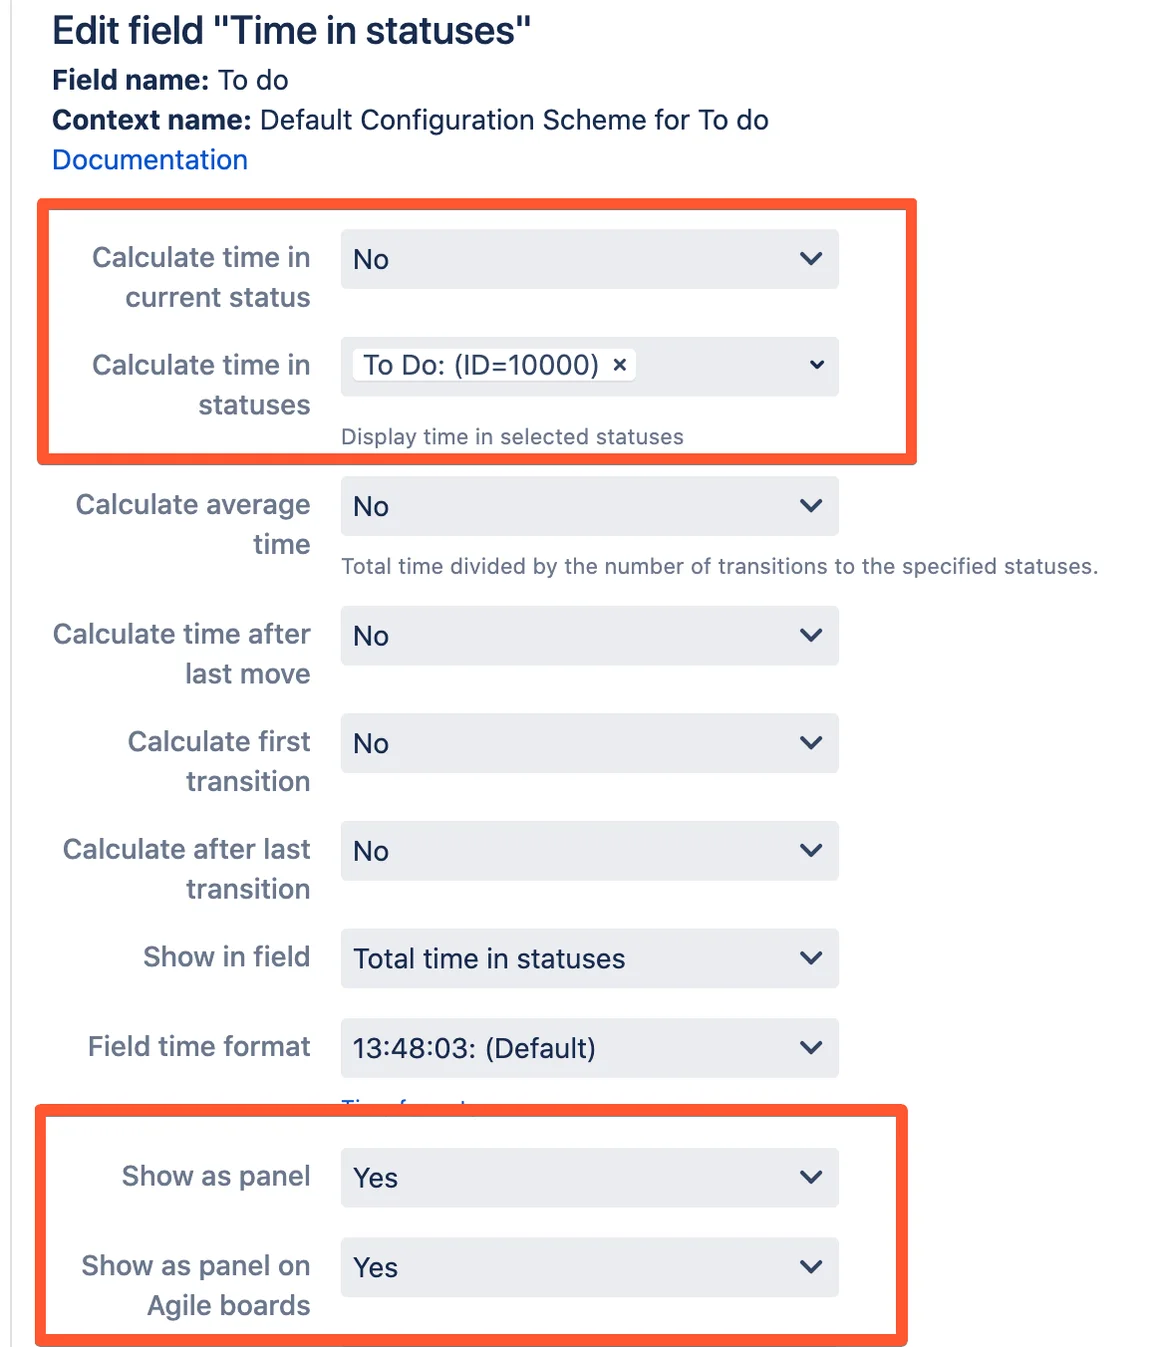 Edit field "Time in statuses"
Field name: To do
Context name: Default Configuration Scheme for To do
Documentation
Calculate time in
current status
No
Calculate time in
statuses
To Do: (ID=10000) ×
Display time in selected statuses
Calculate average
time
No
Total time divided by the number of transitions to the specified statuses.
Calculate time after
last move
No
Calculate first
transition
No
Calculate after last
transition
No
Show in field
Total time in statuses
Field time format
13:48:03: (Default)
Show as panel
Yes
Show as panel on
Agile boards
Yes